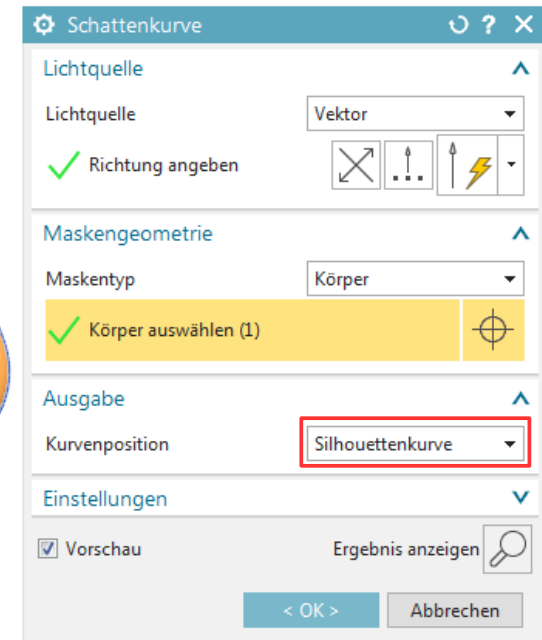 Schattenkurve ?
Lichtquelle
Lichtquelle Vektor
Richtung angeben
Maskengeometrie
Maskentyp Körper
Körper auswählen (1)
Ausgabe
Kurvenposition Silhouettenkurve
Einstellungen
Vorschau Ergebnis anzeigen
< OK > Abbrechen